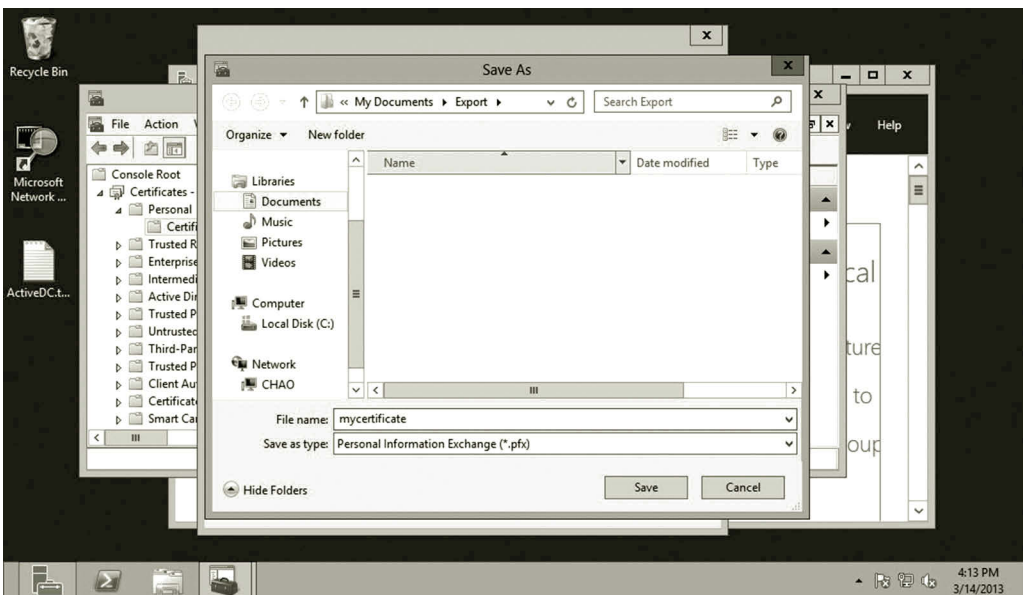 Recycle Bin
Microsoft
Network ...
ActiveDC.t...
x
Save As
x
« My Documents Export
Search Export
Organize
New folder
Name
Date modified
Type
Libraries
Documents
Music
Pictures
Videos
Computer
Local Disk (C:)
Network
CHAO
File name: mycertificate
Save as type: Personal Information Exchange (*.pfx)
Hide Folders
Save
Cancel
File Action
Console Root
Certificates -
Personal
Certifi
Trusted R
Enterprise
Intermedi
Active Dir
Trusted P
Untrusted
Third-Par
Trusted P
Client Au
Certificate
Smart Car
x
x
Help
cal
ture
to
oup
4:13 PM
3/14/2013